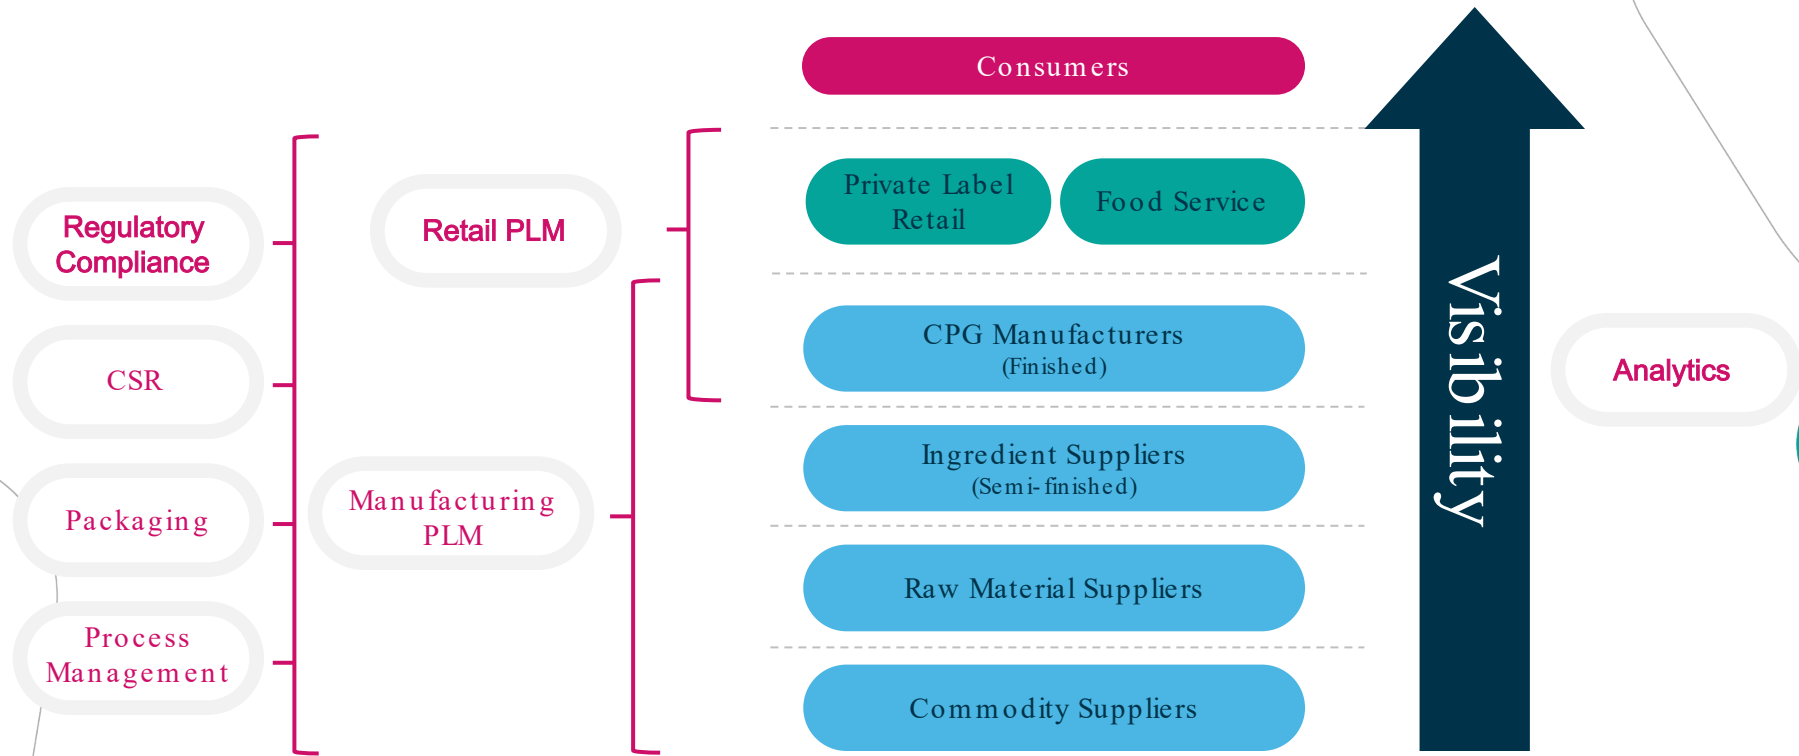 Consumers
Private Label
Retail
Food Service
Regulatory
Compliance
Retail PLM
CPG Manufacturers
(Finished)
Visibility
Analytics
CSR
Ingredient Suppliers
(Semi-finished)
Manufacturing
PLM
Packaging
Raw Material Suppliers
Process
Management
Commodity Suppliers